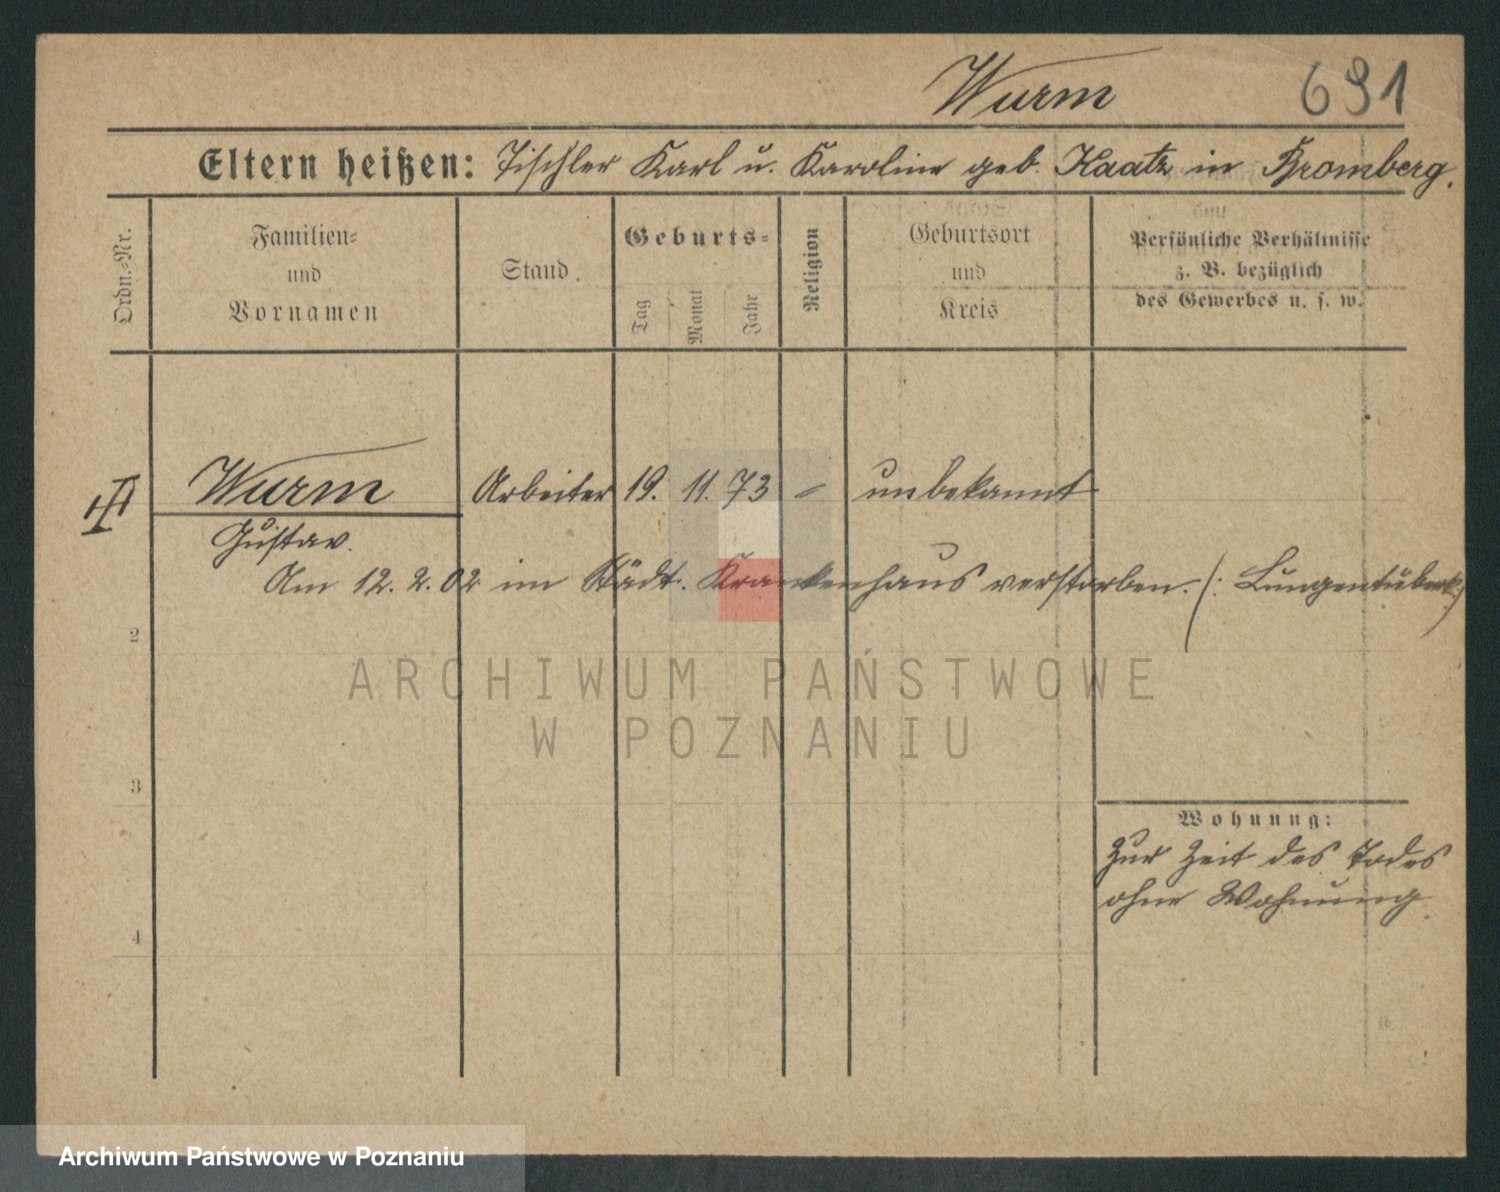 Wurm 691
Eltern heißen: Tischler Karl u. Karoline geb. Kaatz in Bromberg.
Ordn.-Nr.
Familien-
und
Vornamen
Stand.
Geburts-
Tag
Monat
Jahr
Religion
Geburtsort
und
Kreis
Persönliche Verhältnisse
z. B. bezüglich
des Gewerbes u. s. w.
Wurm Arbeiter 19. 11. 73 - unbekannt
Gustav.
Am 12. 2. 02 im Städt. Krankenhaus verstorben. (: Lungentuberk:)
2
ARCHIWUM PAŃSTWOWE
W POZNANIU
3
Wohnung:
Zur Zeit des Todes
ohne Wohnung.
4
Archiwum Państwowe w Poznaniu